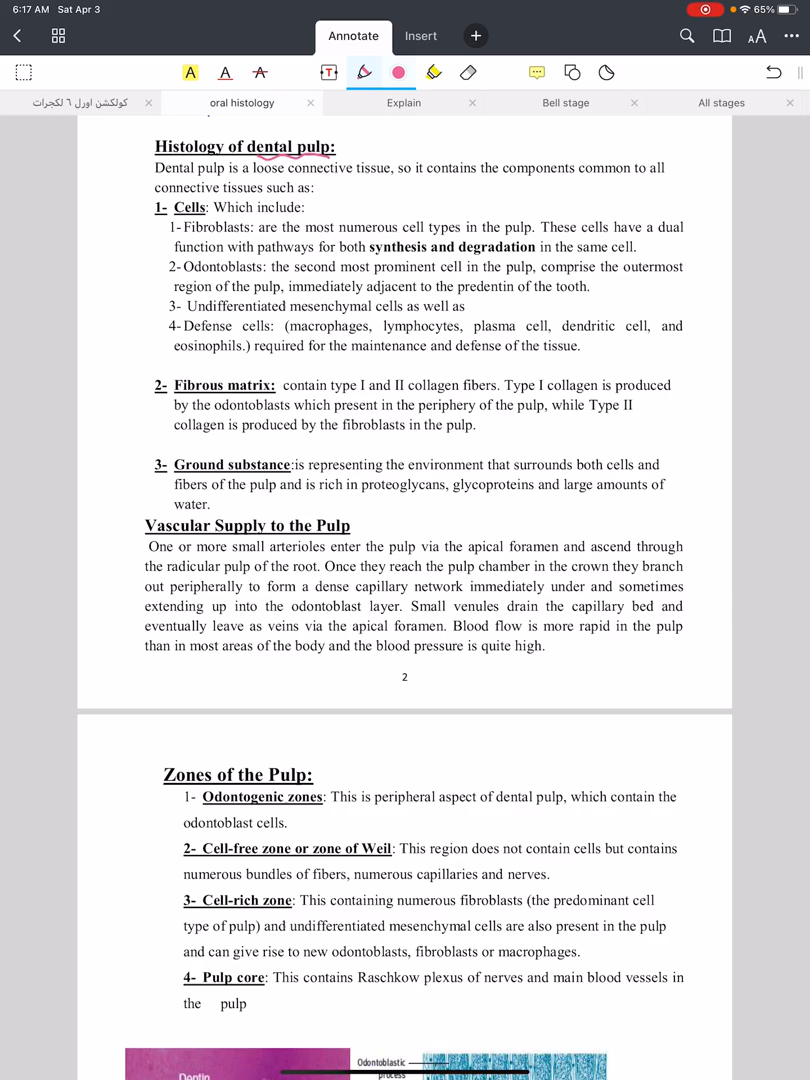 6:17 AM Sat Apr 3
65%
Annotate
Insert
AA
A A A T
كولكشن اورل ٦ لكجرات
oral histology
Explain
Bell stage
All stages
Histology of dental pulp:
Dental pulp is a loose connective tissue, so it contains the components common to all
connective tissues such as:
1- Cells: Which include:
1- Fibroblasts: are the most numerous cell types in the pulp. These cells have a dual
function with pathways for both synthesis and degradation in the same cell.
2- Odontoblasts: the second most prominent cell in the pulp, comprise the outermost
region of the pulp, immediately adjacent to the predentin of the tooth.
3- Undifferentiated mesenchymal cells as well as
4- Defense cells: (macrophages, lymphocytes, plasma cell, dendritic cell, and
eosinophils.) required for the maintenance and defense of the tissue.
2- Fibrous matrix: contain type I and II collagen fibers. Type I collagen is produced
by the odontoblasts which present in the periphery of the pulp, while Type II
collagen is produced by the fibroblasts in the pulp.
3- Ground substance:is representing the environment that surrounds both cells and
fibers of the pulp and is rich in proteoglycans, glycoproteins and large amounts of
water.
Vascular Supply to the Pulp
One or more small arterioles enter the pulp via the apical foramen and ascend through
the radicular pulp of the root. Once they reach the pulp chamber in the crown they branch
out peripherally to form a dense capillary network immediately under and sometimes
extending up into the odontoblast layer. Small venules drain the capillary bed and
eventually leave as veins via the apical foramen. Blood flow is more rapid in the pulp
than in most areas of the body and the blood pressure is quite high.
2
Zones of the Pulp:
1- Odontogenic zones: This is peripheral aspect of dental pulp, which contain the
odontoblast cells.
2- Cell-free zone or zone of Weil: This region does not contain cells but contains
numerous bundles of fibers, numerous capillaries and nerves.
3- Cell-rich zone: This containing numerous fibroblasts (the predominant cell
type of pulp) and undifferentiated mesenchymal cells are also present in the pulp
and can give rise to new odontoblasts, fibroblasts or macrophages.
4- Pulp core: This contains Raschkow plexus of nerves and main blood vessels in
the pulp
Odontoblastic
process
Dentin